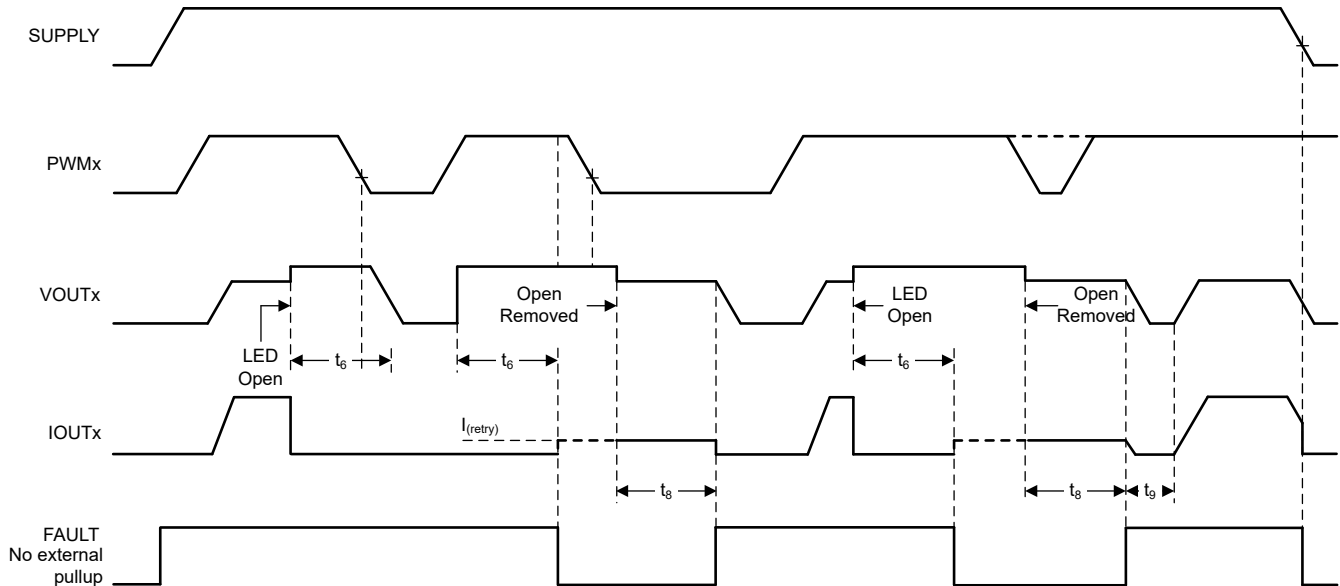 SUPPLY
PWMx
VOUTx
LED
Open
Open
Removed
LED
Open
Open
Removed
t6
t6
t6
IOUTx
I(retry)
t8
t8
t9
FAULT
No external
pullup